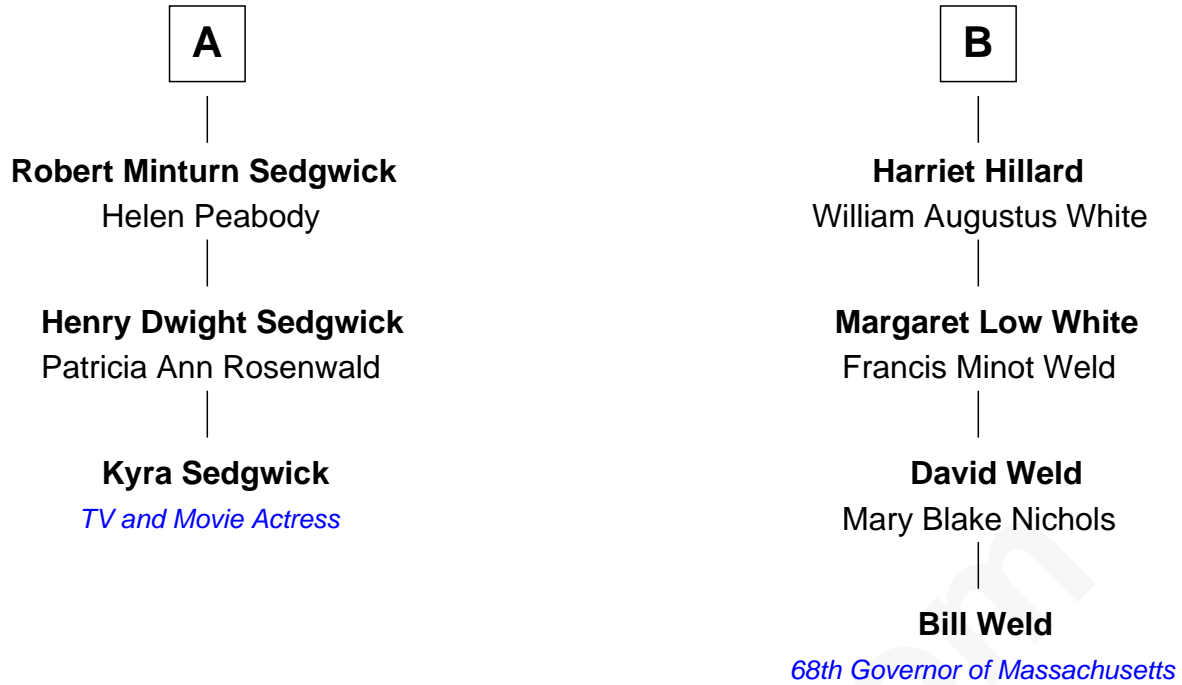 A
Robert Minturn Sedgwick
Helen Peabody
Henry Dwight Sedgwick
Patricia Ann Rosenwald
Kyra Sedgwick
TV and Movie Actress
B
Harriet Hillard
William Augustus White
Margaret Low White
Francis Minot Weld
David Weld
Mary Blake Nichols
Bill Weld
68th Governor of Massachusetts